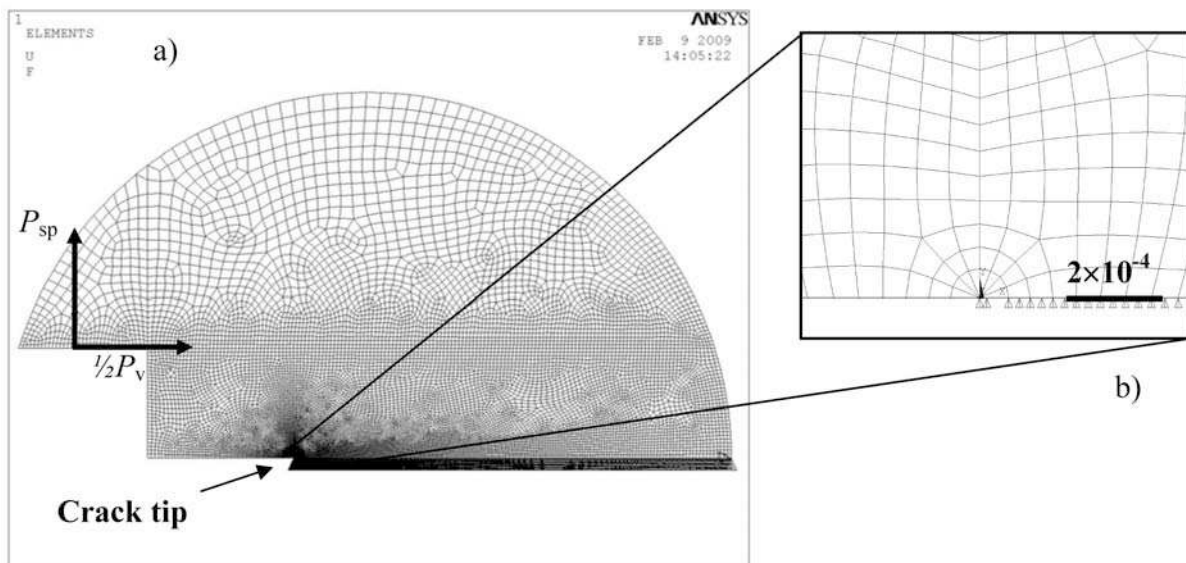 1
ELEMENTS
U
F
a)
ANSYS
FEB 9 2009
14:05:22
P_sp
½P_v
Crack tip
2×10⁻⁴
b)